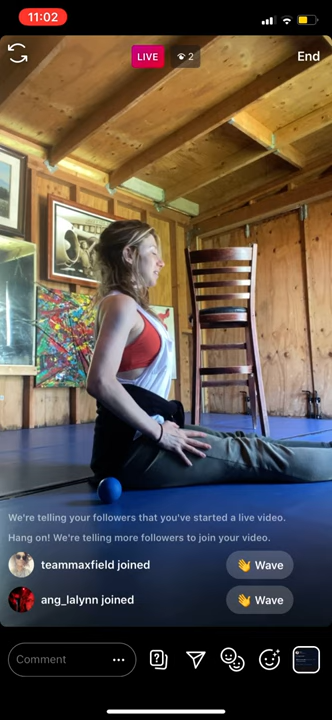 11:02
LIVE
2
End
We're telling your followers that you've started a live video.
Hang on! We're telling more followers to join your video.
teammaxfield joined
Wave
ang_lalynn joined
Wave
Comment